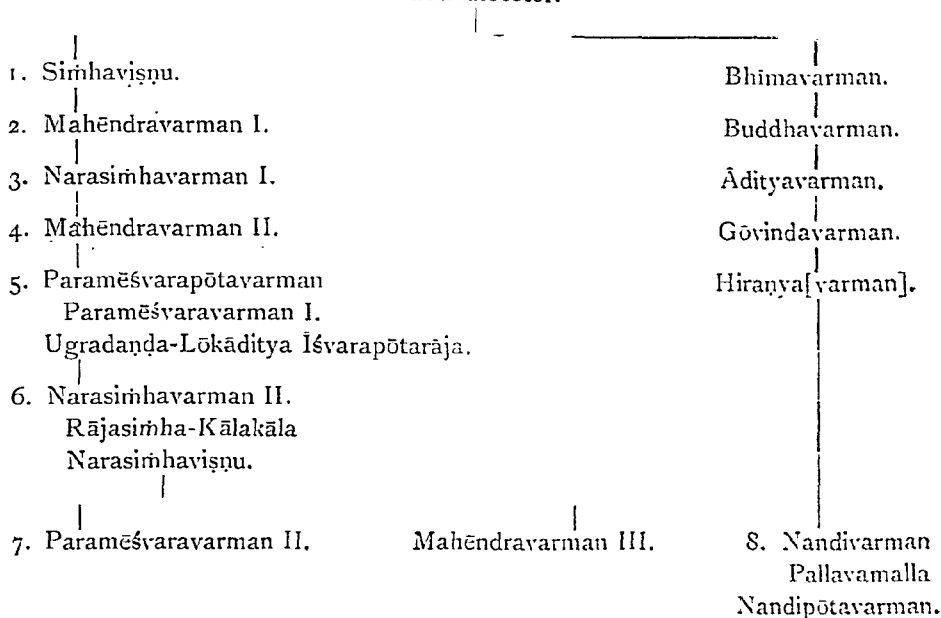 1. Siṁhaviṣṇu.
Bhīmavarman.
2. Mahēndravarman I.
Buddhavarman.
3. Narasiṁhavarman I.
Ādityavarman.
4. Mahēndravarman II.
Gōvindavarman.
5. Paramēśvarapōtavarman
Hiraṇya[varman].
Paramēśvaravarman I.
Ugradaṇḍa-Lōkāditya Īśvarapōtarāja.
6. Narasiṁhavarman II.
Rājasiṁha-Kālakāla
Narasiṁhaviṣṇu.
7. Paramēśvaravarman II. Mahēndravarman III. 8. Nandivarman
Pallavamalla
Nandipōtavarman.